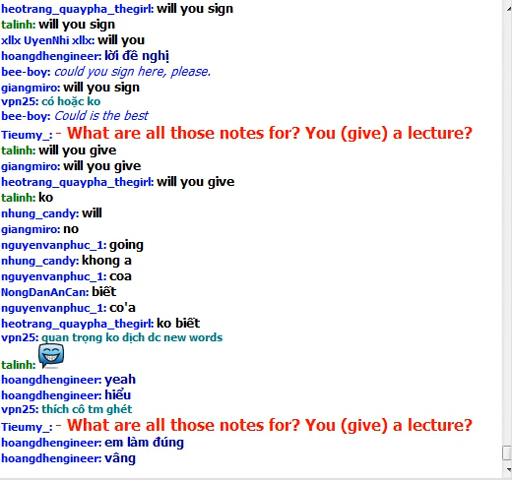 heotrang_quaypha_thegirl: will you sign
talinh: will you sign
xllx UyenNhi xllx: will you
hoangdhengineer: lời đề nghị
bee-boy: could you sign here, please.
giangmiro: will you sign
vpn25: có hoặc ko
bee-boy: Could is the best
Tieumy_: - What are all those notes for? You (give) a lecture?
talinh: will you give
giangmiro: will you give
heotrang_quaypha_thegirl: will you give
talinh: ko
nhung_candy: will
giangmiro: no
nguyenvanphuc_1: going
nhung_candy: khong a
nguyenvanphuc_1: coa
NongDanAnCan: biết
nguyenvanphuc_1: co'a
heotrang_quaypha_thegirl: ko biết
vpn25: quan trọng ko dịch dc new words
talinh:
hoangdhengineer: yeah
hoangdhengineer: hiểu
vpn25: thích cô tm ghét
Tieumy_: - What are all those notes for? You (give) a lecture?
hoangdhengineer: em làm đúng
hoangdhengineer: vâng